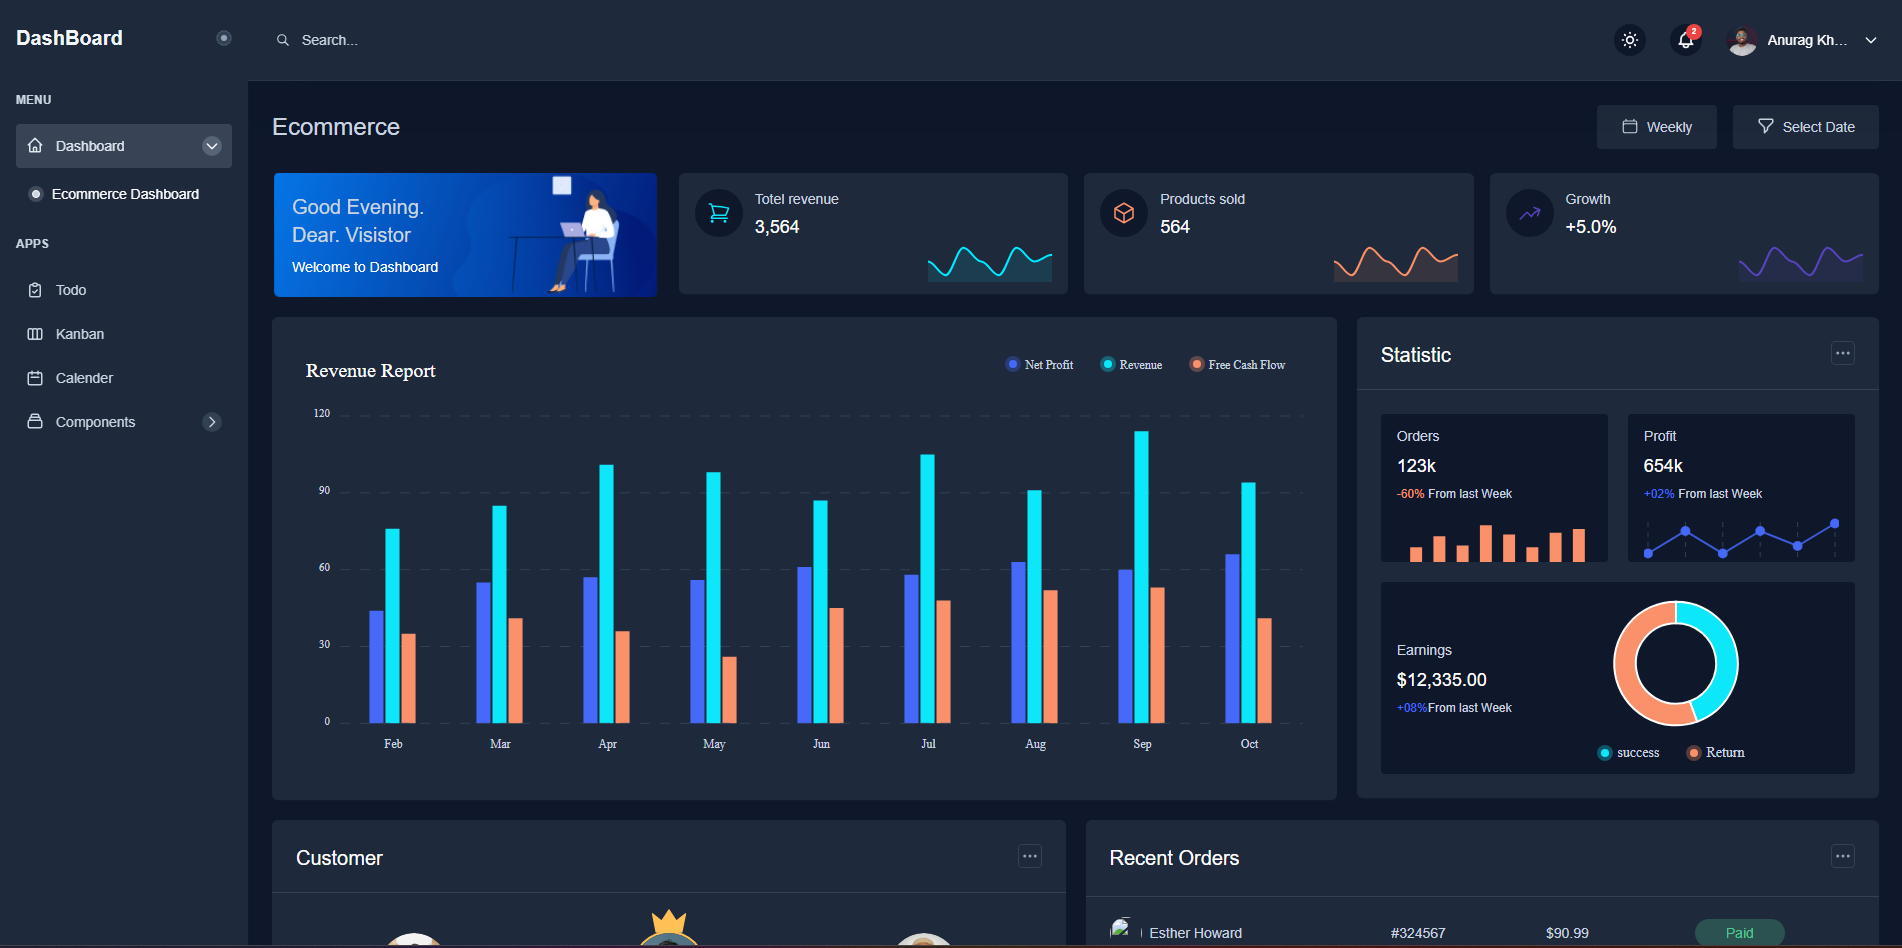 DashBoard
Search...
2
Anurag Kh...
MENU
Dashboard
Ecommerce Dashboard
APPS
Todo
Kanban
Calender
Components
Ecommerce
Weekly
Select Date
Good Evening.
Dear. Visistor
Welcome to Dashboard
Totel revenue
3,564
Products sold
564
Growth
+5.0%
Revenue Report
Net Profit
Revenue
Free Cash Flow
120
90
60
30
0
Feb
Mar
Apr
May
Jun
Jul
Aug
Sep
Oct
Statistic
Orders
123k
-60% From last Week
Profit
654k
+02% From last Week
Earnings
$12,335.00
+08%From last Week
success
Return
Customer
Recent Orders
Esther Howard
#324567
$90.99
Paid